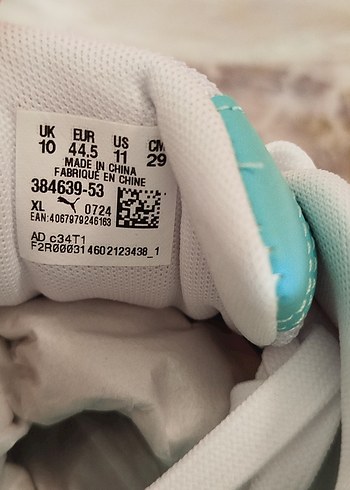 UK EUR US CM
10 44.5 11 29
MADE IN CHINA
FABRIQUÉ EN CHINE
384639-53
XL 0724
EAN:4067979246163
AD c34T1
F2R000314602123438_1